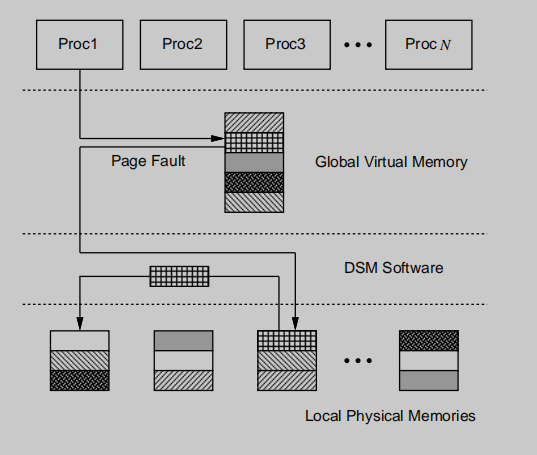 Proc1 Proc2 Proc3 ••• Proc N
Page Fault
Global Virtual Memory
DSM Software
•••
Local Physical Memories